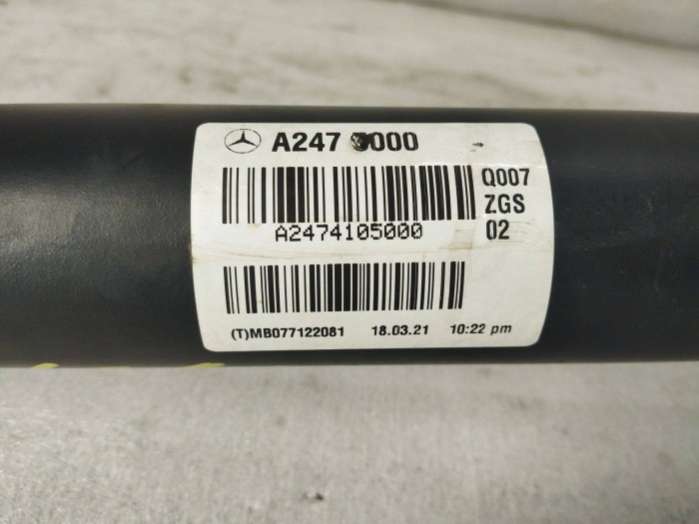 A247 000
Q007
ZGS
02
A2474105000
(T)MB077122081 18.03.21 10:22 pm